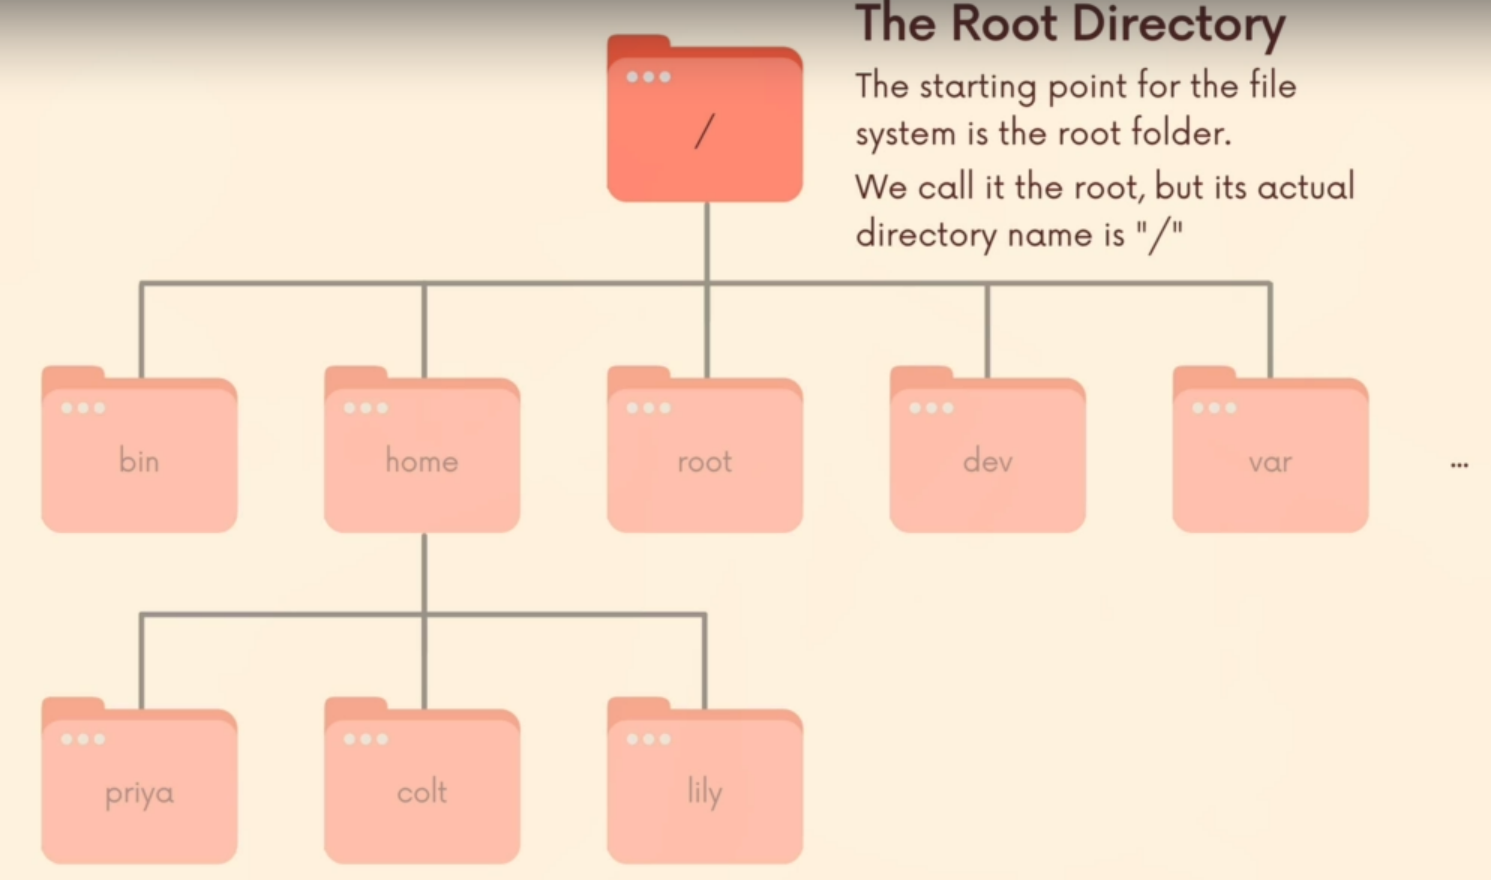 The Root Directory
The starting point for the file
system is the root folder.
We call it the root, but its actual
directory name is "/"
/
bin
home
root
dev
var
...
priya
colt
lily